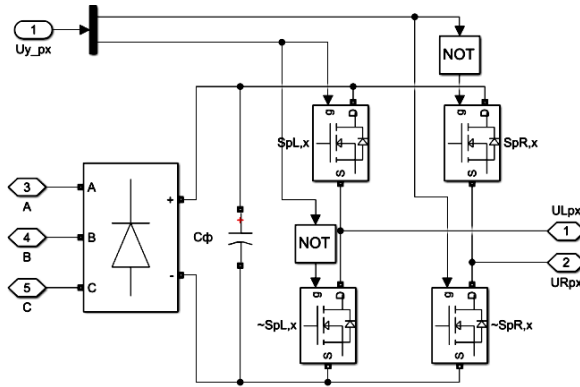 1
Uy_px
NOT
g
D
S
SpL,x
g
D
S
SpR,x
3
A
4
B
5
C
A
B
C
+
-
+
Cф
NOT
ULpx
1
2
URpx
g
D
S
~SpL,x
g
D
S
~SpR,x